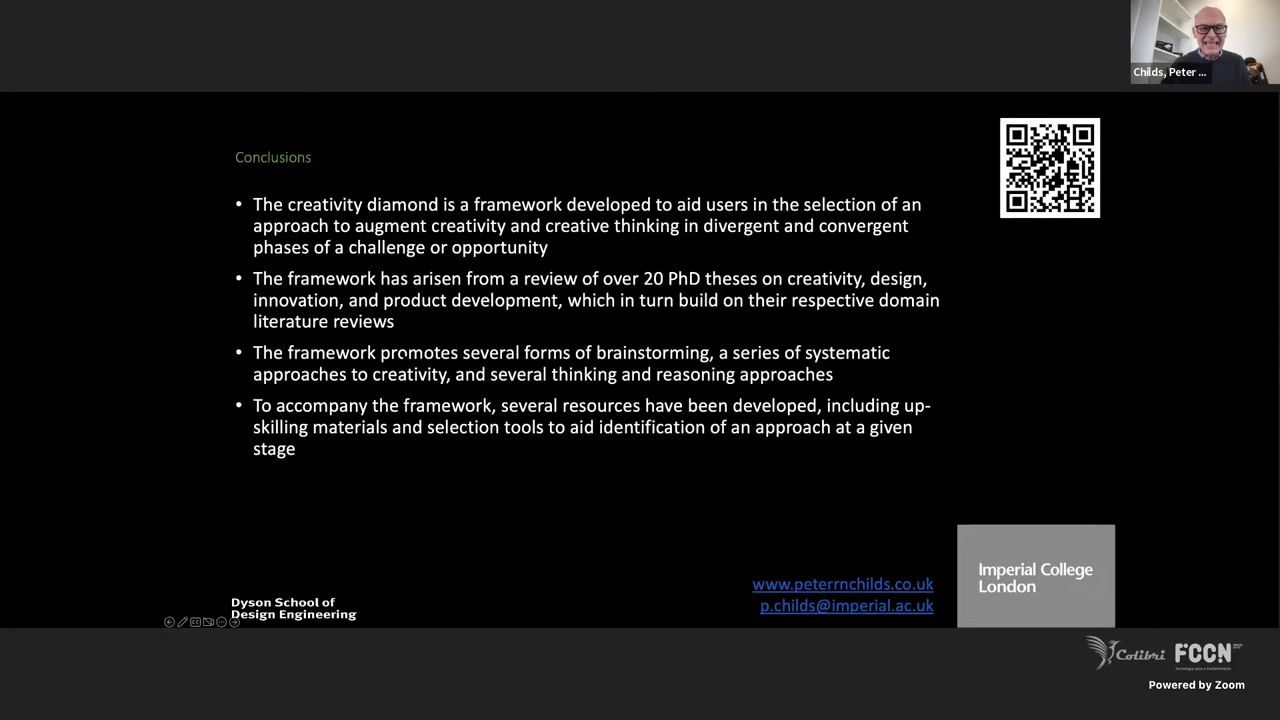 Childs, Peter ...
Conclusions
• The creativity diamond is a framework developed to aid users in the selection of an
approach to augment creativity and creative thinking in divergent and convergent
phases of a challenge or opportunity
• The framework has arisen from a review of over 20 PhD theses on creativity, design,
innovation, and product development, which in turn build on their respective domain
literature reviews
• The framework promotes several forms of brainstorming, a series of systematic
approaches to creativity, and several thinking and reasoning approaches
• To accompany the framework, several resources have been developed, including up-
skilling materials and selection tools to aid identification of an approach at a given
stage
www.peterrnchilds.co.uk
p.childs@imperial.ac.uk
Imperial College
London
Dyson School of
Design Engineering
Colibri
FCCN
Powered by Zoom